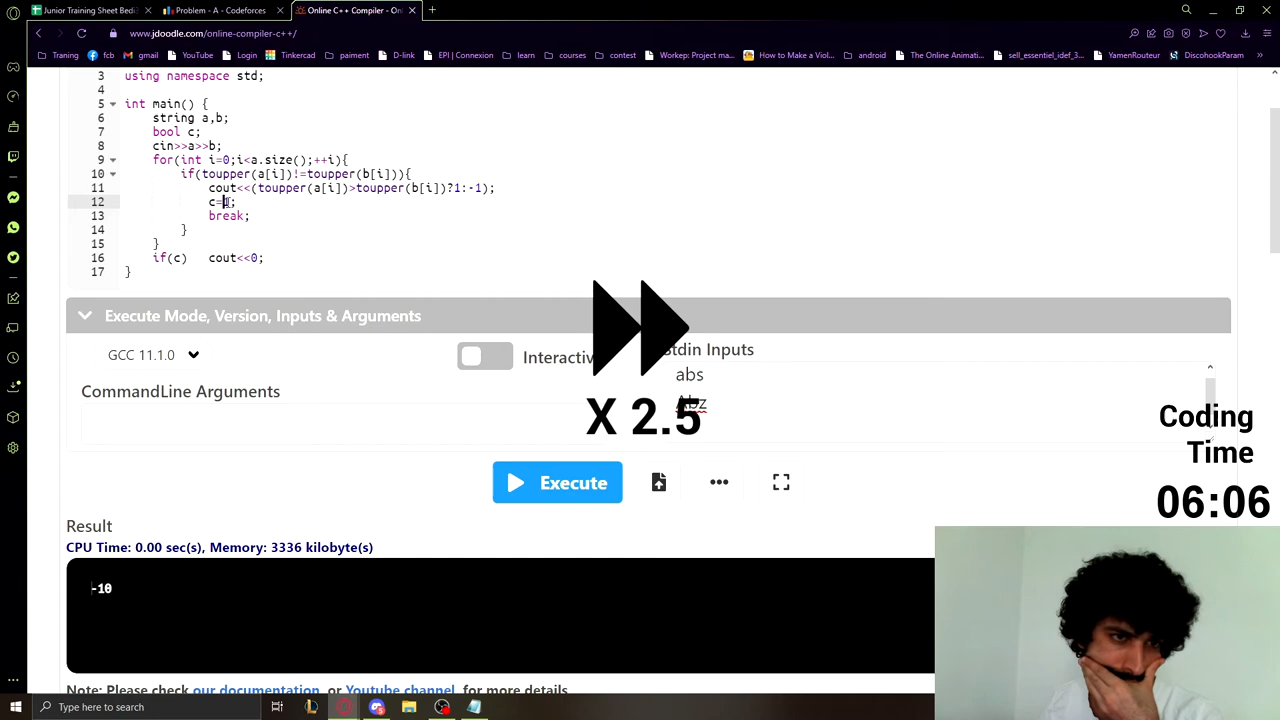 Junior Training Sheet Bedi
Problem - A - Codeforces
Online C++ Compiler - On
www.jdoodle.com/online-compiler-c++/
Traning
fcb
gmail
YouTube
Login
Tinkercad
paiment
D-link
EPI | Connexion
learn
courses
contest
Workep: Project ma...
How to Make a Viol...
android
The Online Animati...
sell_essentiel_idef_3...
YamenRouteur
DiscohookParam
3 using namespace std;
4
5 int main() {
6 string a,b;
7 bool c;
8 cin>>a>>b;
9 for(int i=0;i<a.size();++i){
10 if(toupper(a[i])!=toupper(b[i])){
11 cout<<(toupper(a[i])>toupper(b[i])?1:-1);
12 c=1;
13 break;
14 }
15 }
16 if(c) cout<<0;
17 }
Execute Mode, Version, Inputs & Arguments
GCC 11.1.0
Stdin Inputs
abs
Abz
CommandLine Arguments
X 2.5
Coding
Time
06:06
Execute
Result
CPU Time: 0.00 sec(s), Memory: 3336 kilobyte(s)
-10
Note: Please check our documentation or Youtube channel for more details
Type here to search